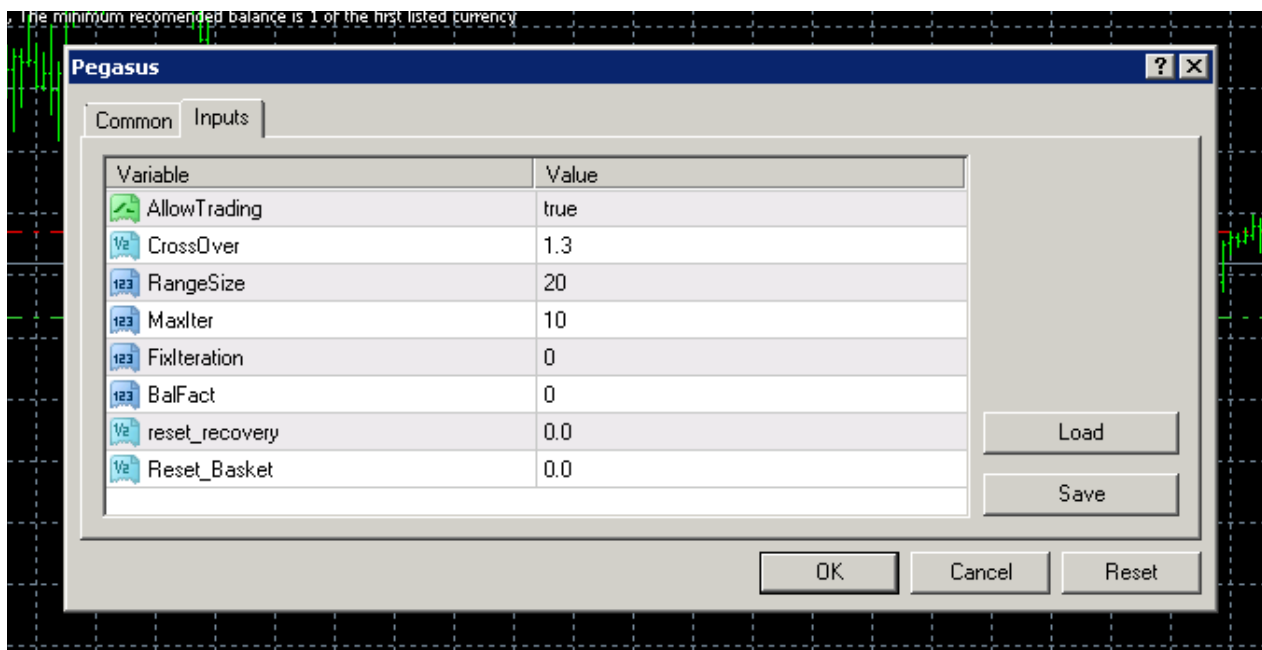 , The minimum recomended balance is 1 of the first listed currency
Pegasus
Common Inputs
Variable Value
AllowTrading true
CrossOver 1.3
RangeSize 20
MaxIter 10
FixIteration 0
BalFact 0
reset_recovery 0.0
Reset_Basket 0.0
Load
Save
OK Cancel Reset